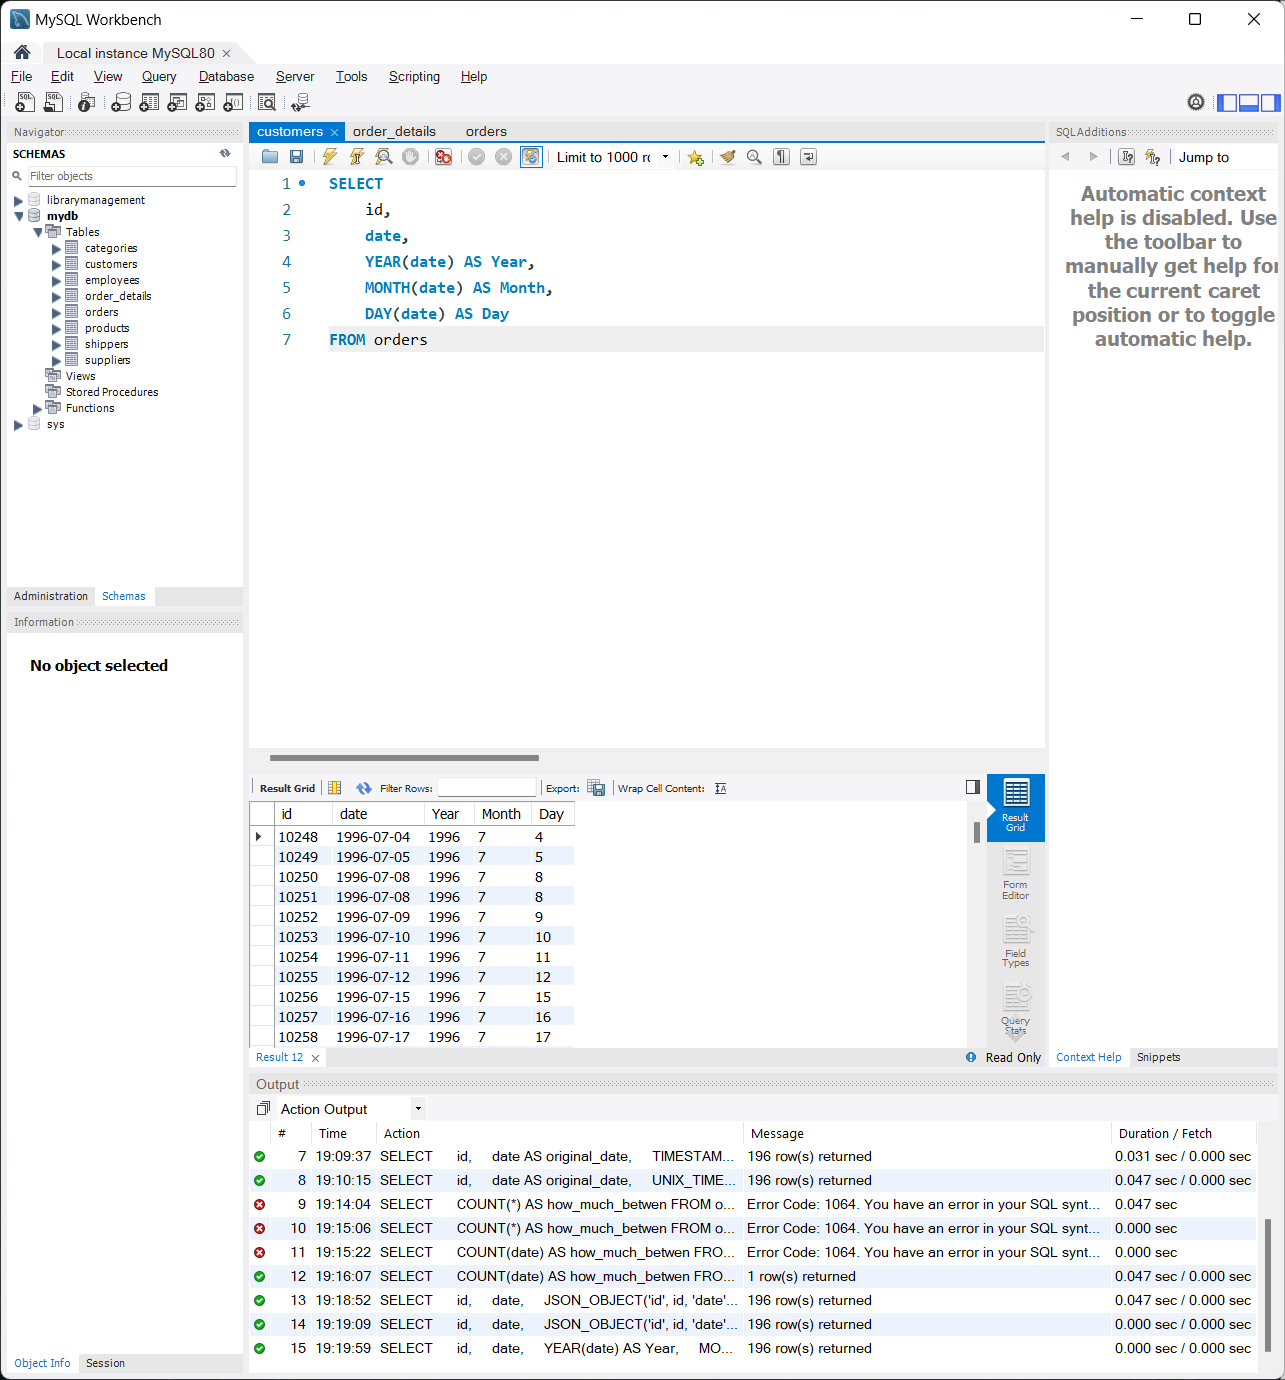 MySQL Workbench
Local instance MySQL80
File Edit View Query Database Server Tools Scripting Help
Navigator
SCHEMAS
Filter objects
librarymanagement
mydb
Tables
categories
customers
employees
order_details
orders
products
shippers
suppliers
Views
Stored Procedures
Functions
sys
Administration Schemas
Information
No object selected
Object Info Session
customers order_details orders
Limit to 1000 rc
1 SELECT
2 id,
3 date,
4 YEAR(date) AS Year,
5 MONTH(date) AS Month,
6 DAY(date) AS Day
7 FROM orders
SQLAdditions
Jump to
Automatic context
help is disabled. Use
the toolbar to
manually get help for
the current caret
position or to toggle
automatic help.
Result Grid Filter Rows: Export: Wrap Cell Content:
id date Year Month Day
10248 1996-07-04 1996 7 4
10249 1996-07-05 1996 7 5
10250 1996-07-08 1996 7 8
10251 1996-07-08 1996 7 8
10252 1996-07-09 1996 7 9
10253 1996-07-10 1996 7 10
10254 1996-07-11 1996 7 11
10255 1996-07-12 1996 7 12
10256 1996-07-15 1996 7 15
10257 1996-07-16 1996 7 16
10258 1996-07-17 1996 7 17
Result
Grid
Form
Editor
Field
Types
Query
Stats
Result 12
Read Only
Context Help Snippets
Output
Action Output
# Time Action Message Duration / Fetch
7 19:09:37 SELECT id, date AS original_date, TIMESTAM... 196 row(s) returned 0.031 sec / 0.000 sec
8 19:10:15 SELECT id, date AS original_date, UNIX_TIME... 196 row(s) returned 0.047 sec / 0.000 sec
9 19:14:04 SELECT COUNT(*) AS how_much_betwen FROM o... Error Code: 1064. You have an error in your SQL synt... 0.047 sec
10 19:15:06 SELECT COUNT(*) AS how_much_betwen FROM o... Error Code: 1064. You have an error in your SQL synt... 0.000 sec
11 19:15:22 SELECT COUNT(date) AS how_much_betwen FRO... Error Code: 1064. You have an error in your SQL synt... 0.000 sec
12 19:16:07 SELECT COUNT(date) AS how_much_betwen FRO... 1 row(s) returned 0.047 sec / 0.000 sec
13 19:18:52 SELECT id, date, JSON_OBJECT('id', id, 'date'... 196 row(s) returned 0.047 sec / 0.000 sec
14 19:19:09 SELECT id, date, JSON_OBJECT('id', id, 'date'... 196 row(s) returned 0.000 sec / 0.000 sec
15 19:19:59 SELECT id, date, YEAR(date) AS Year, MO... 196 row(s) returned 0.000 sec / 0.000 sec